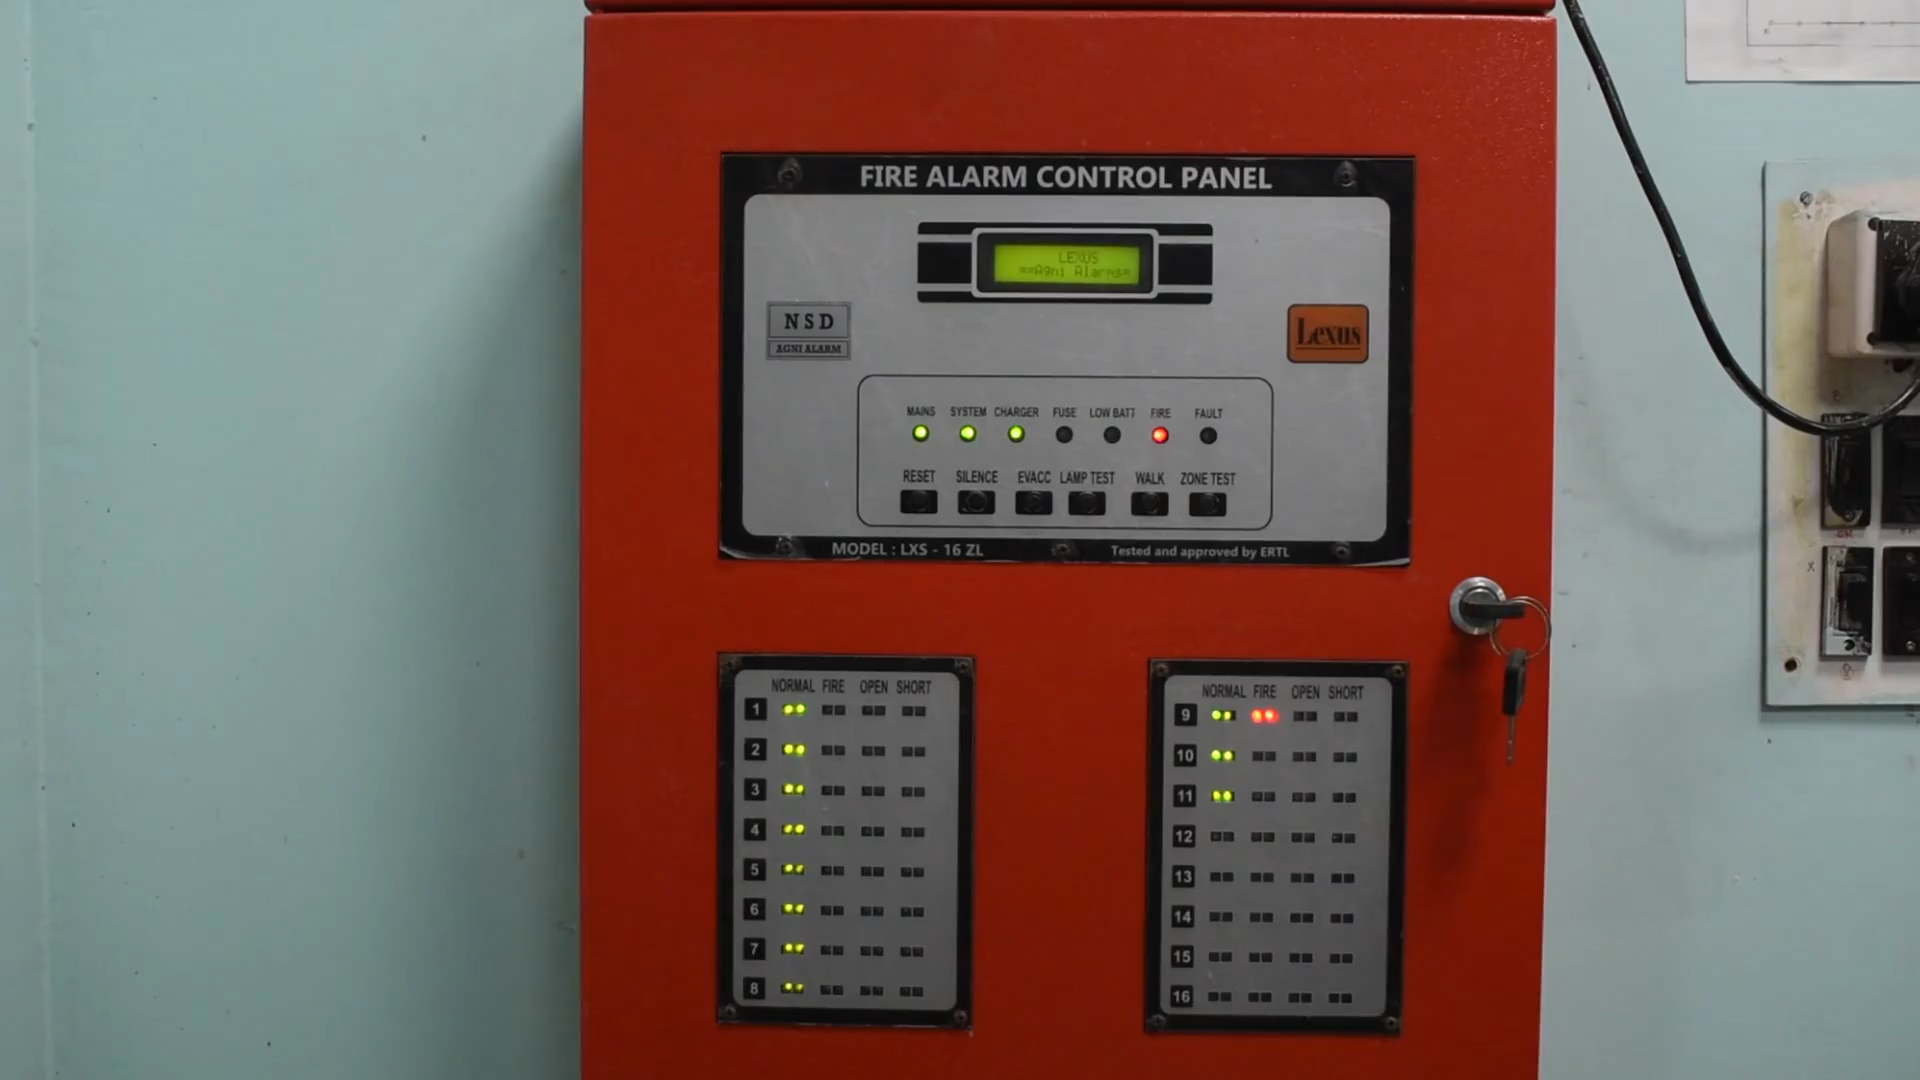 FIRE ALARM CONTROL PANEL
LEXUS
==Agni Alarms=
NSD
AGNI ALARM
Lexus
MAINS SYSTEM CHARGER FUSE LOW BATT FIRE FAULT
RESET SILENCE EVACC LAMP TEST WALK ZONE TEST
MODEL : LXS - 16 ZL
Tested and approved by ERTL
NORMAL FIRE OPEN SHORT
1
2
3
4
5
6
7
8
NORMAL FIRE OPEN SHORT
9
10
11
12
13
14
15
16